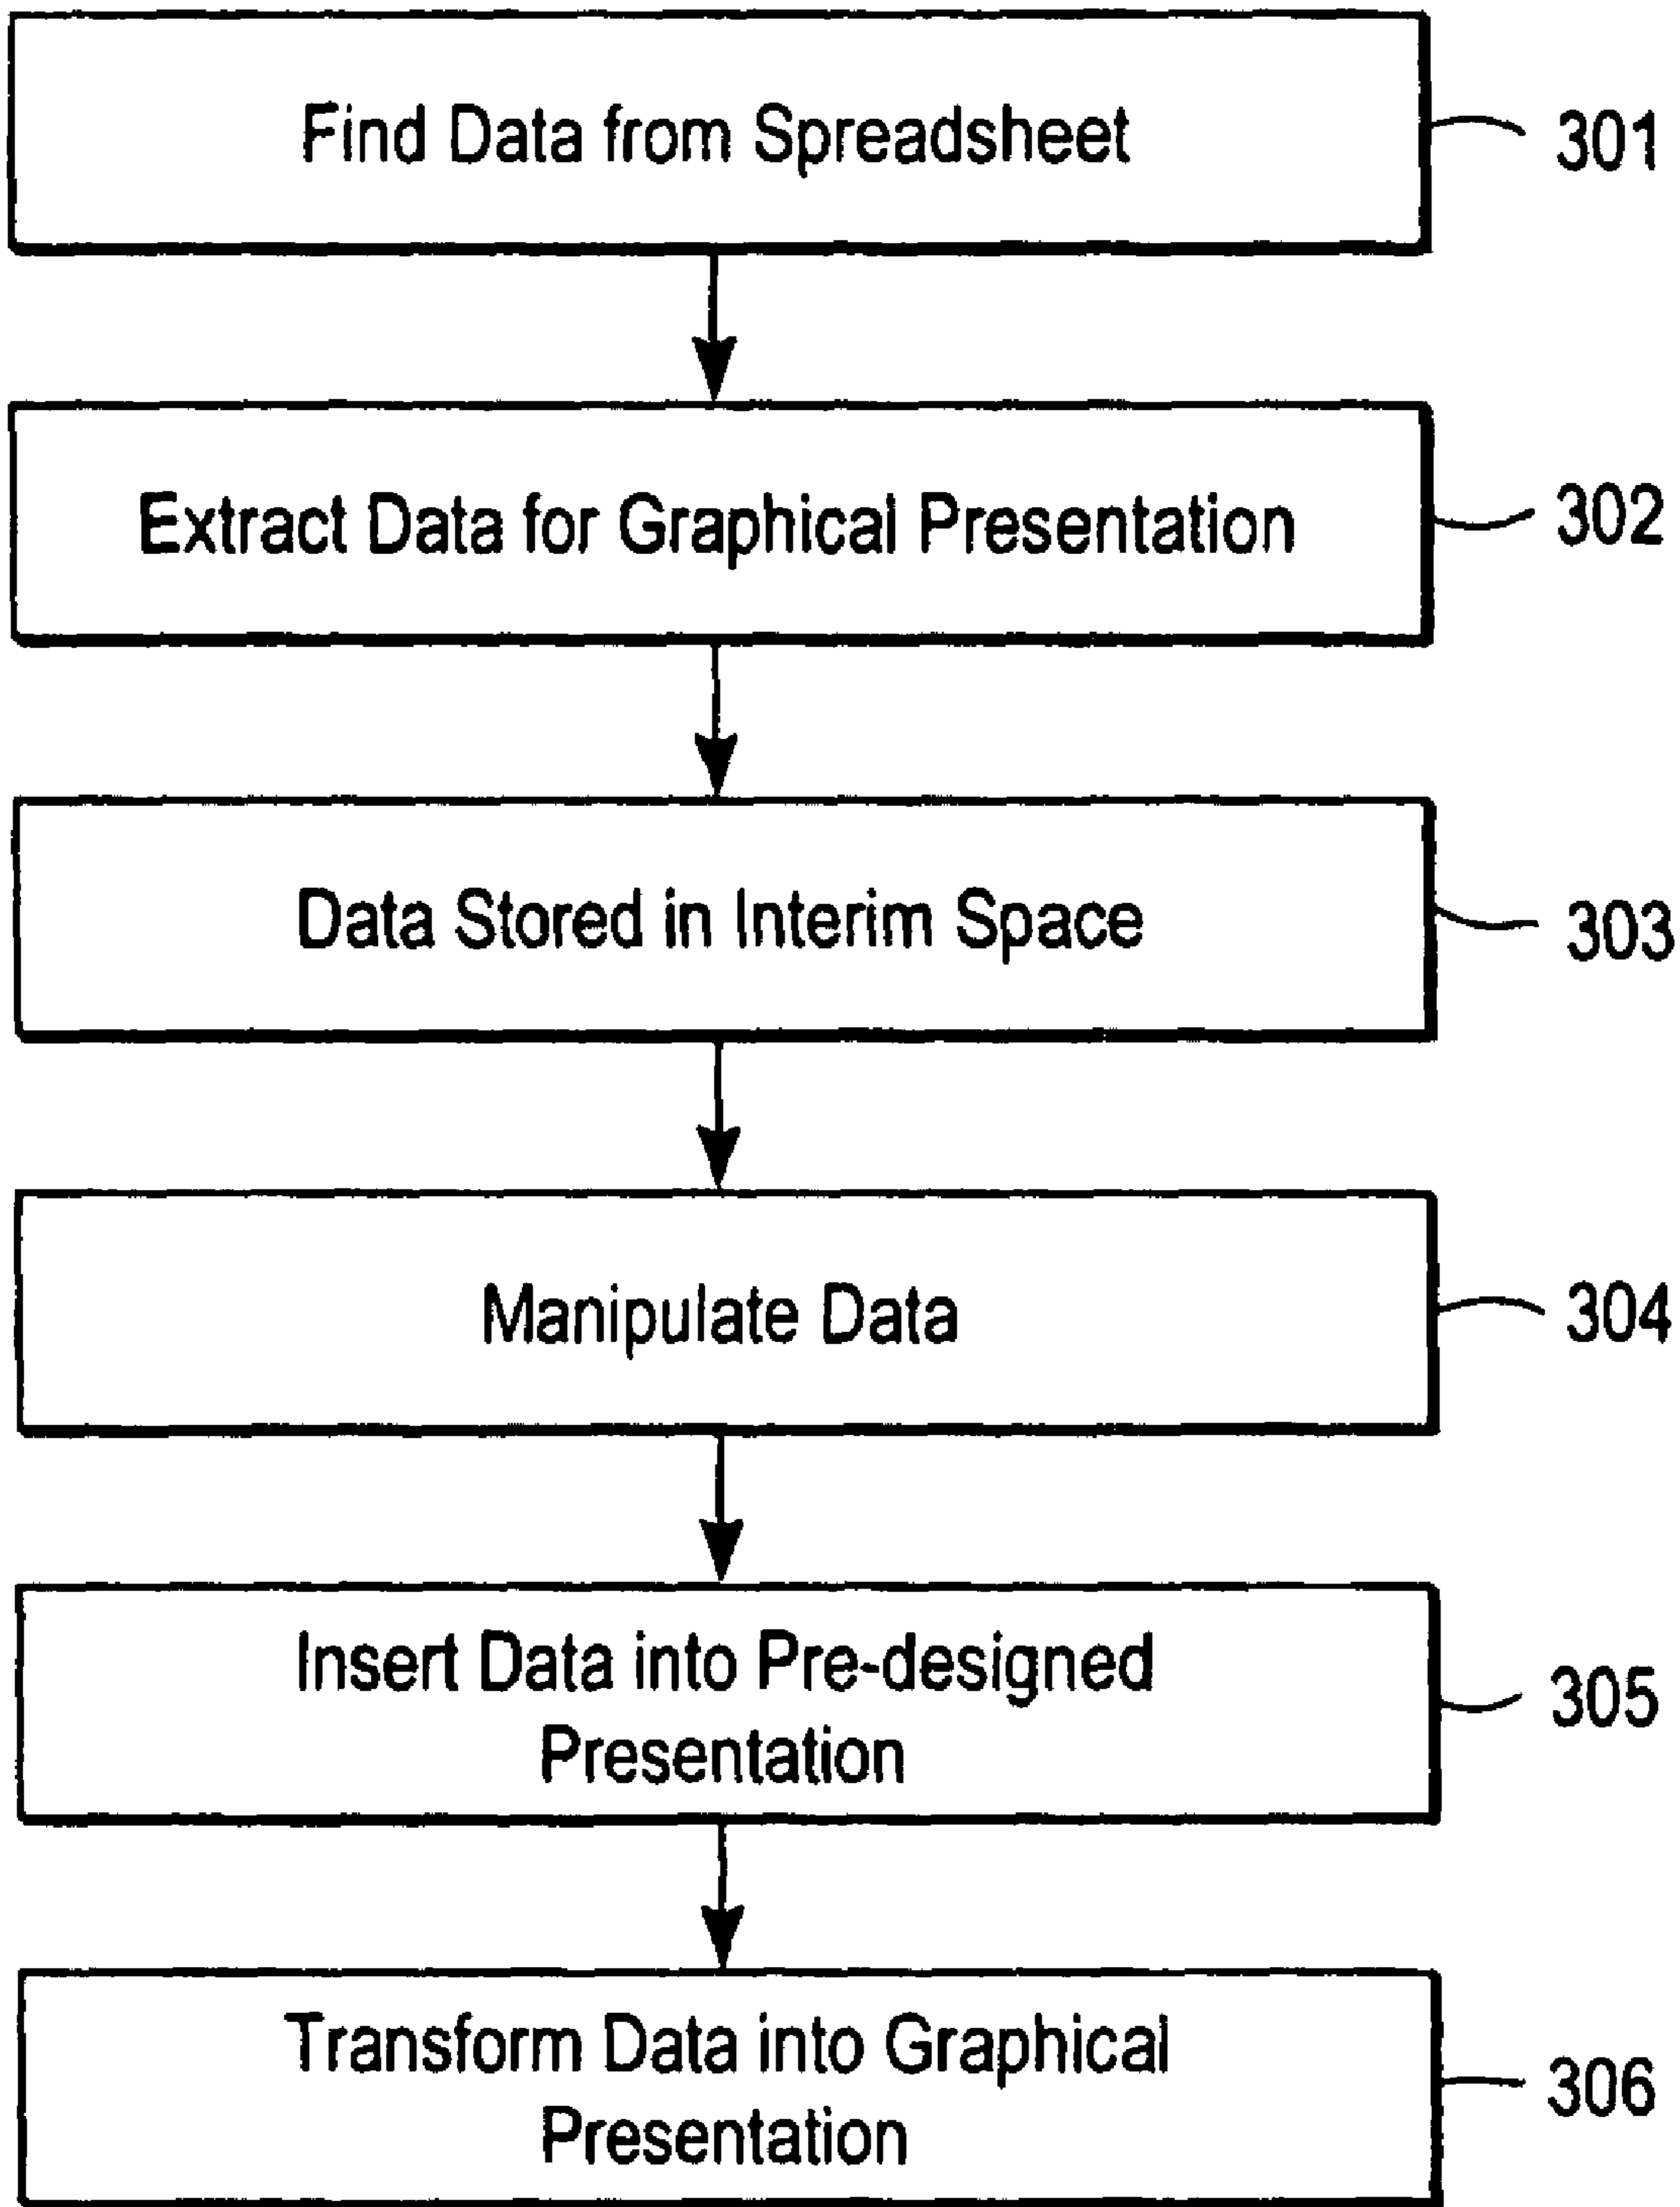 Find Data from Spreadsheet
301
Extract Data for Graphical Presentation
302
Data Stored in Interim Space
303
Manipulate Data
304
Insert Data into Pre-designed
Presentation
305
Transform Data into Graphical
Presentation
306